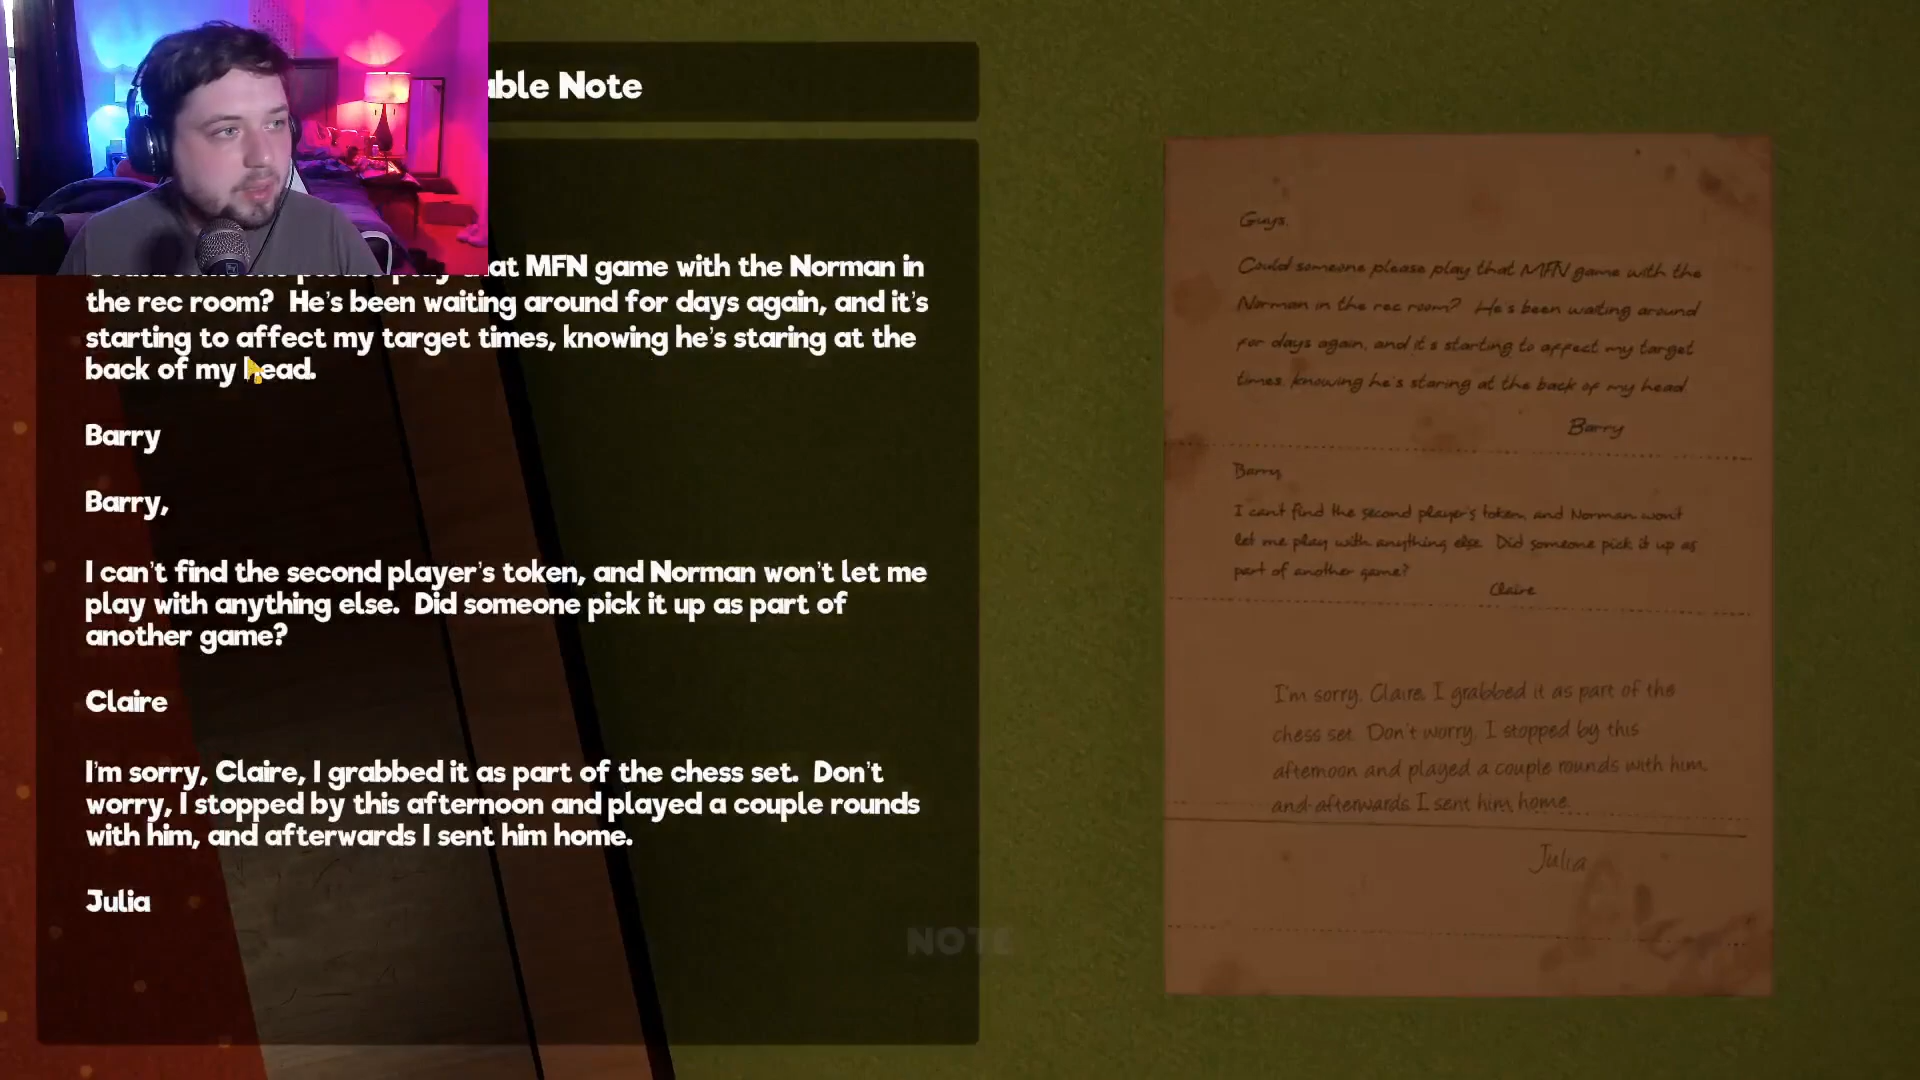 able Note
at MFN game with the Norman in
the rec room?  He's been waiting around for days again, and it's
starting to affect my target times, knowing he's staring at the
back of my head.
Barry
Barry,
I can't find the second player's token, and Norman won't let me
play with anything else.  Did someone pick it up as part of
another game?
Claire
I'm sorry, Claire, I grabbed it as part of the chess set.  Don't
worry, I stopped by this afternoon and played a couple rounds
with him, and afterwards I sent him home.
Julia
NOTE
Guys,
Could someone please play that MFN game with the
Norman in the rec room?  He's been waiting around
for days again, and it's starting to affect my target
times, knowing he's staring at the back of my head.
Barry
Barry,
I can't find the second player's token, and Norman won't
let me play with anything else.  Did someone pick it up as
part of another game?
Claire
I'm sorry, Claire, I grabbed it as part of the
chess set.  Don't worry, I stopped by this
afternoon and played a couple rounds with him,
and afterwards I sent him home.
Julia